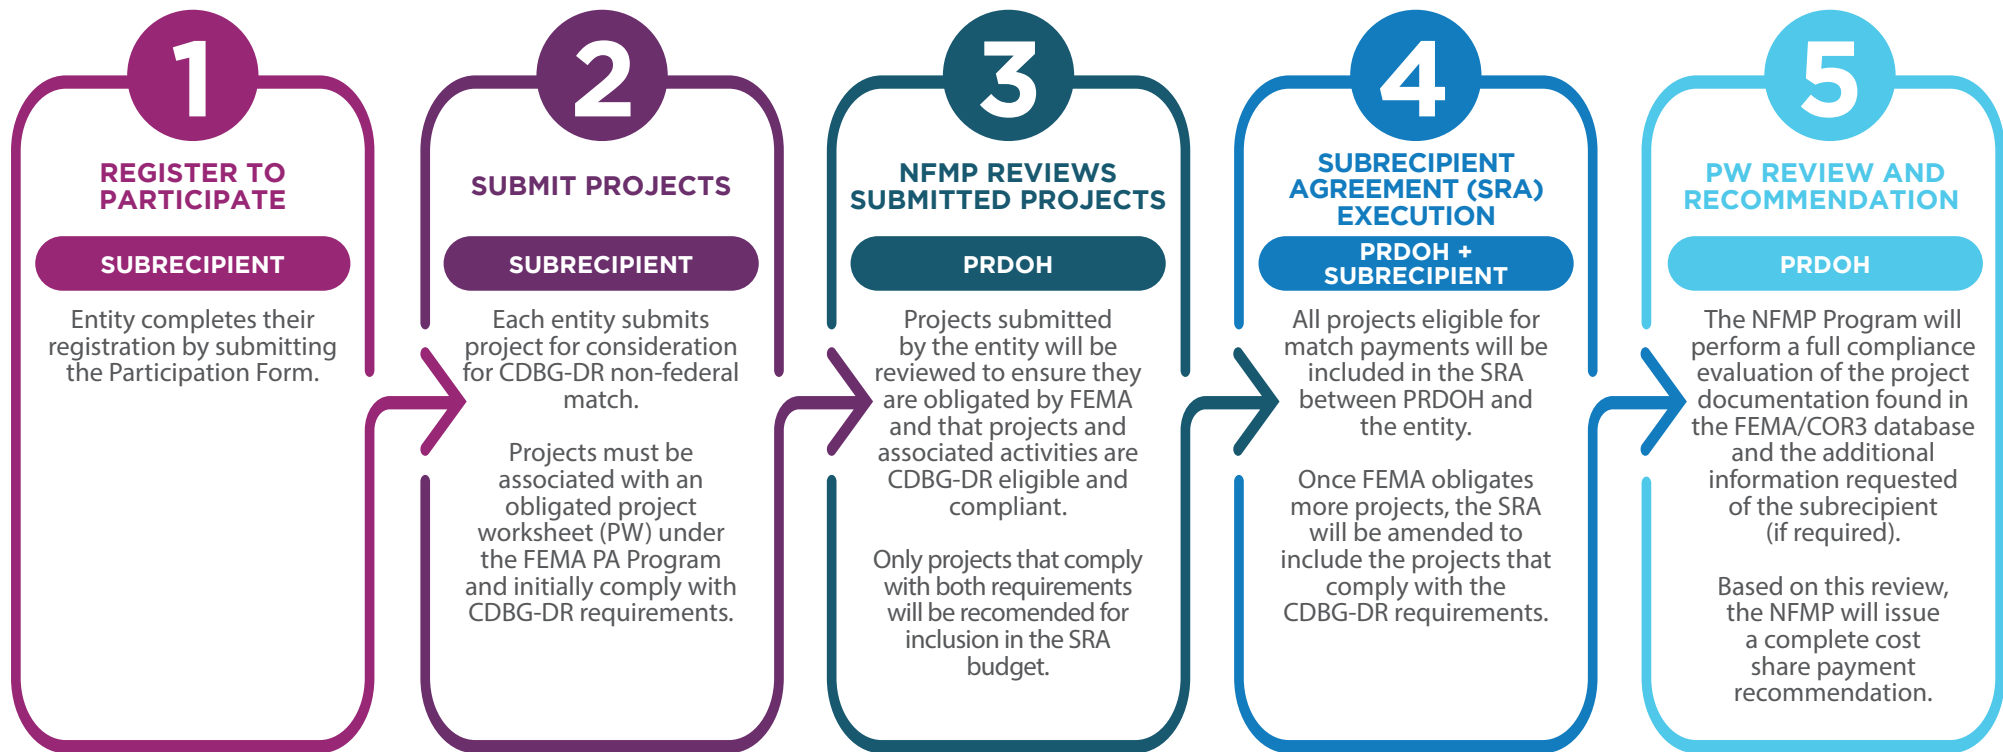 1
REGISTER TO
PARTICIPATE
SUBRECIPIENT
Entity completes their
registration by submitting
the Participation Form.
2
SUBMIT PROJECTS
SUBRECIPIENT
Each entity submits
project for consideration
for CDBG-DR non-federal
match.
Projects must be
associated with an
obligated project
worksheet (PW) under
the FEMA PA Program
and initially comply with
CDBG-DR requirements.
3
NFMP REVIEWS
SUBMITTED PROJECTS
PRDOH
Projects submitted
by the entity will be
reviewed to ensure they
are obligated by FEMA
and that projects and
associated activities are
CDBG-DR eligible and
compliant.
Only projects that comply
with both requirements
will be recomended for
inclusion in the SRA
budget.
4
SUBRECIPIENT
AGREEMENT (SRA)
EXECUTION
PRDOH +
SUBRECIPIENT
All projects eligible for
match payments will be
included in the SRA
between PRDOH and
the entity.
Once FEMA obligates
more projects, the SRA
will be amended to
include the projects that
comply with the
CDBG-DR requirements.
5
PW REVIEW AND
RECOMMENDATION
PRDOH
The NFMP Program will
perform a full compliance
evaluation of the project
documentation found in
the FEMA/COR3 database
and the additional
information requested
of the subrecipient
(if required).
Based on this review,
the NFMP will issue
a complete cost
share payment
recommendation.